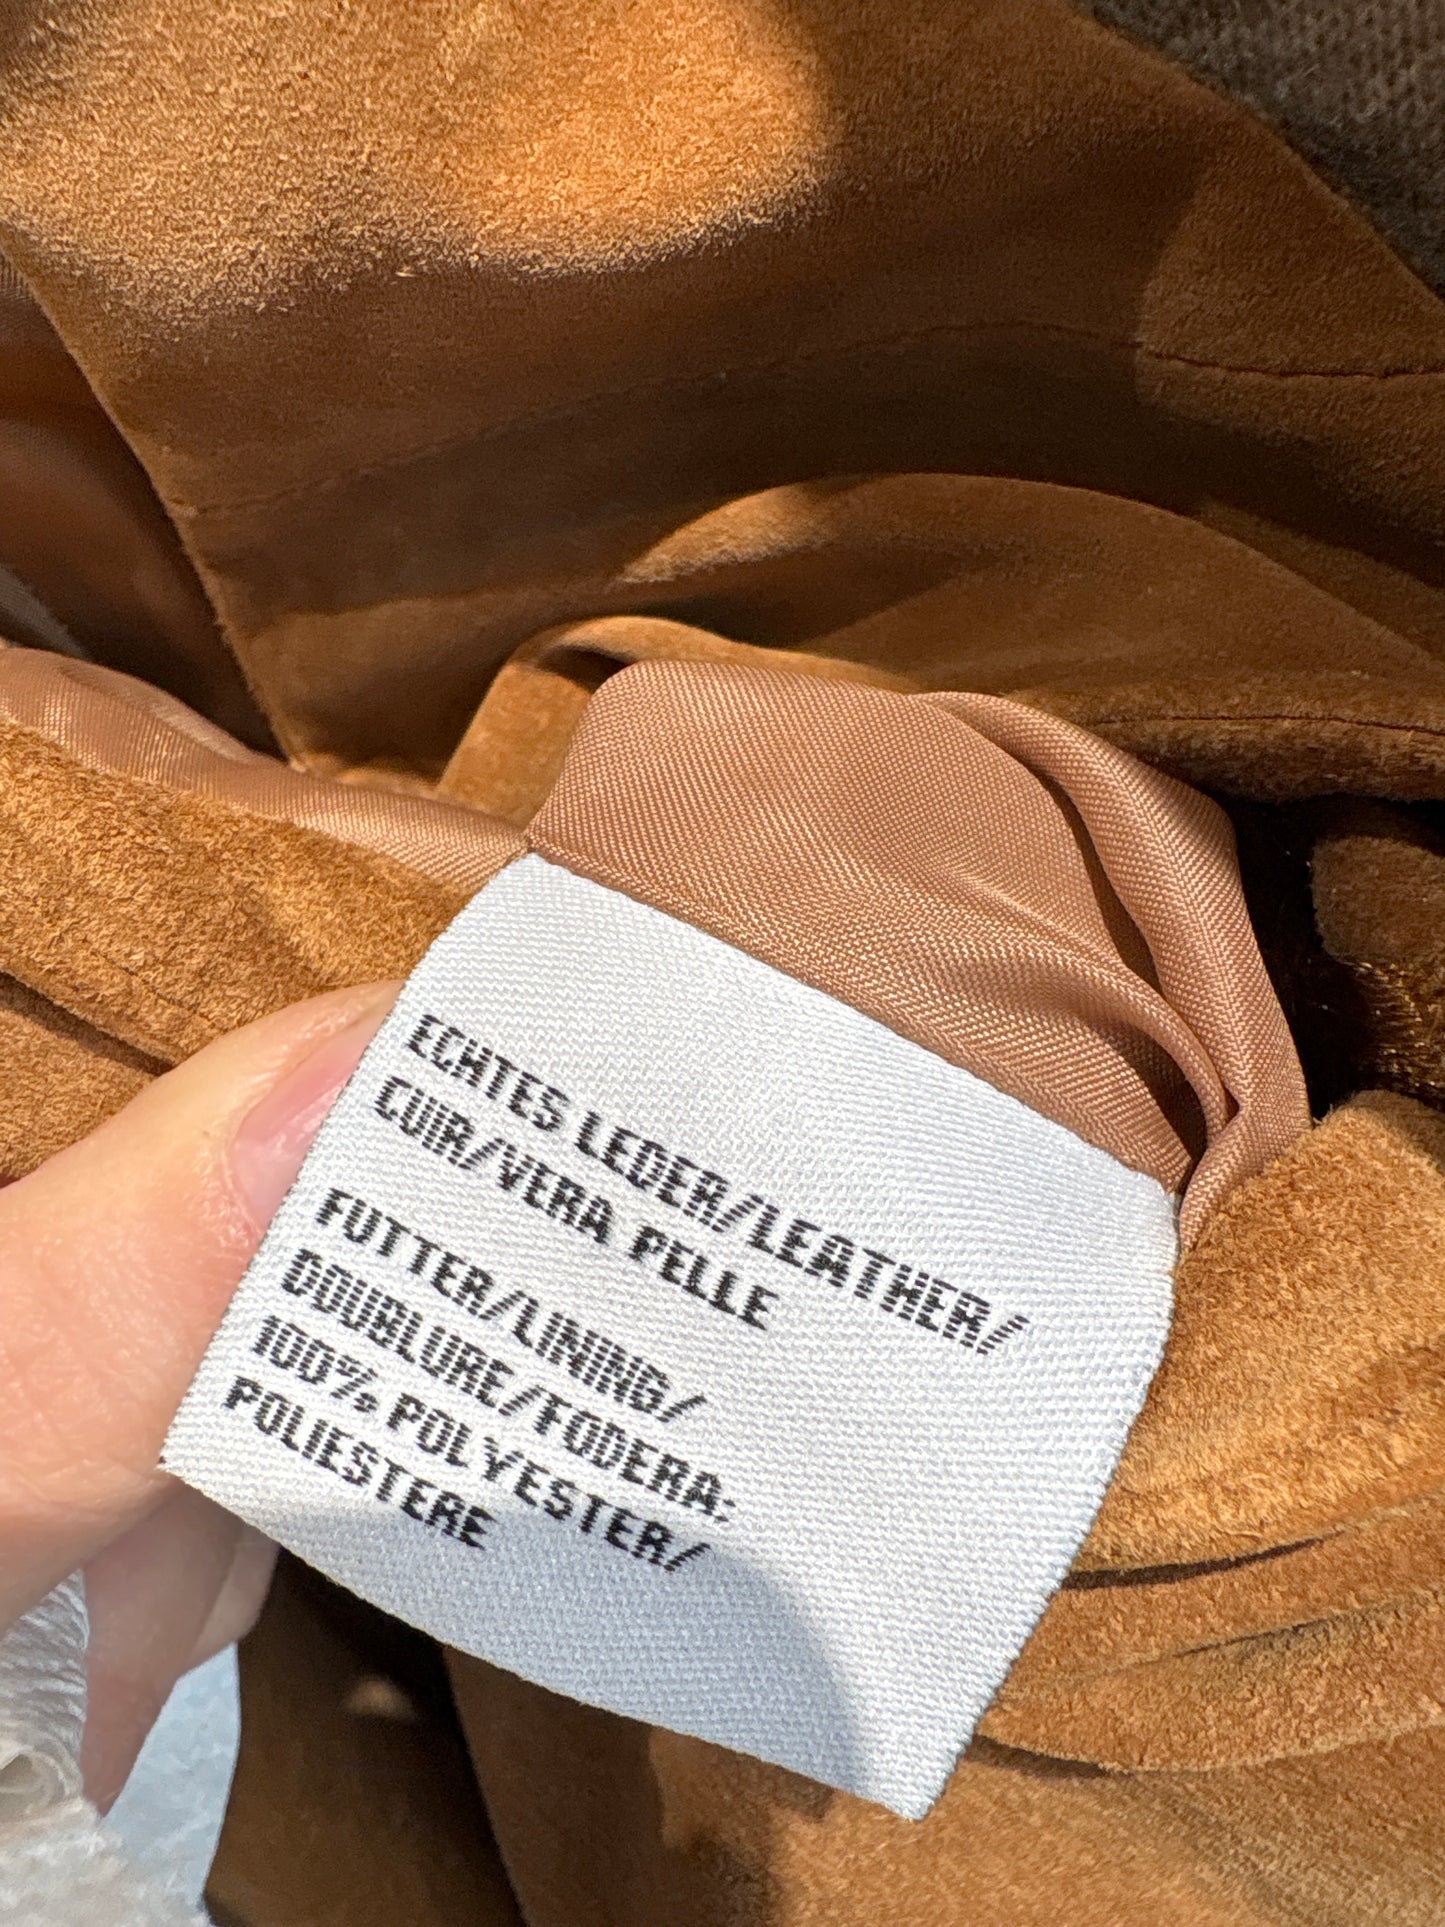 ECHTES LEDER/LEATHER/
CUIR/VERA PELLE
FUTTER/LINING/
DOUBLURE/FODERA:
100% POLYESTER/
POLIESTERE